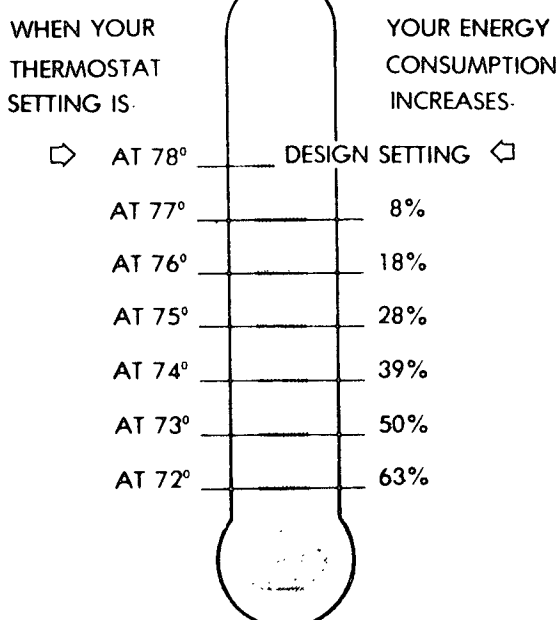 WHEN YOUR
THERMOSTAT
SETTING IS
YOUR ENERGY
CONSUMPTION
INCREASES
AT 78° DESIGN SETTING
AT 77° 8%
AT 76° 18%
AT 75° 28%
AT 74° 39%
AT 73° 50%
AT 72° 63%